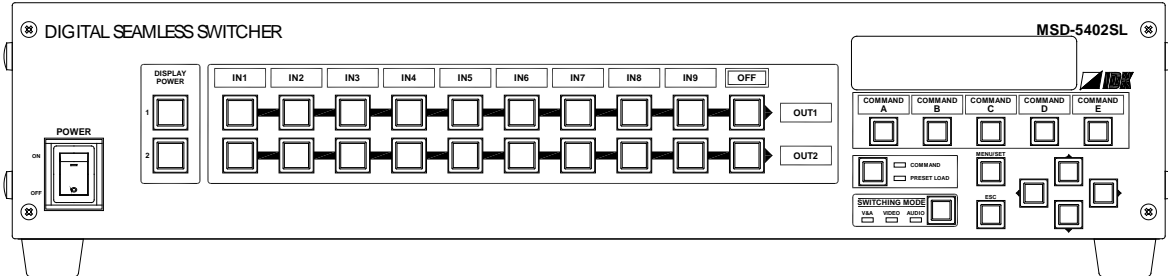 DIGITAL SEAMLESS SWITCHER
MSD-5402SL
IDK
DISPLAY
POWER
IN1 IN2 IN3 IN4 IN5 IN6 IN7 IN8 IN9 OFF
1
OUT1
2
OUT2
POWER
ON
OFF
COMMAND A
COMMAND B
COMMAND C
COMMAND D
COMMAND E
COMMAND
PRESET LOAD
MENU/SET
ESC
SWITCHING MODE
V&A VIDEO AUDIO